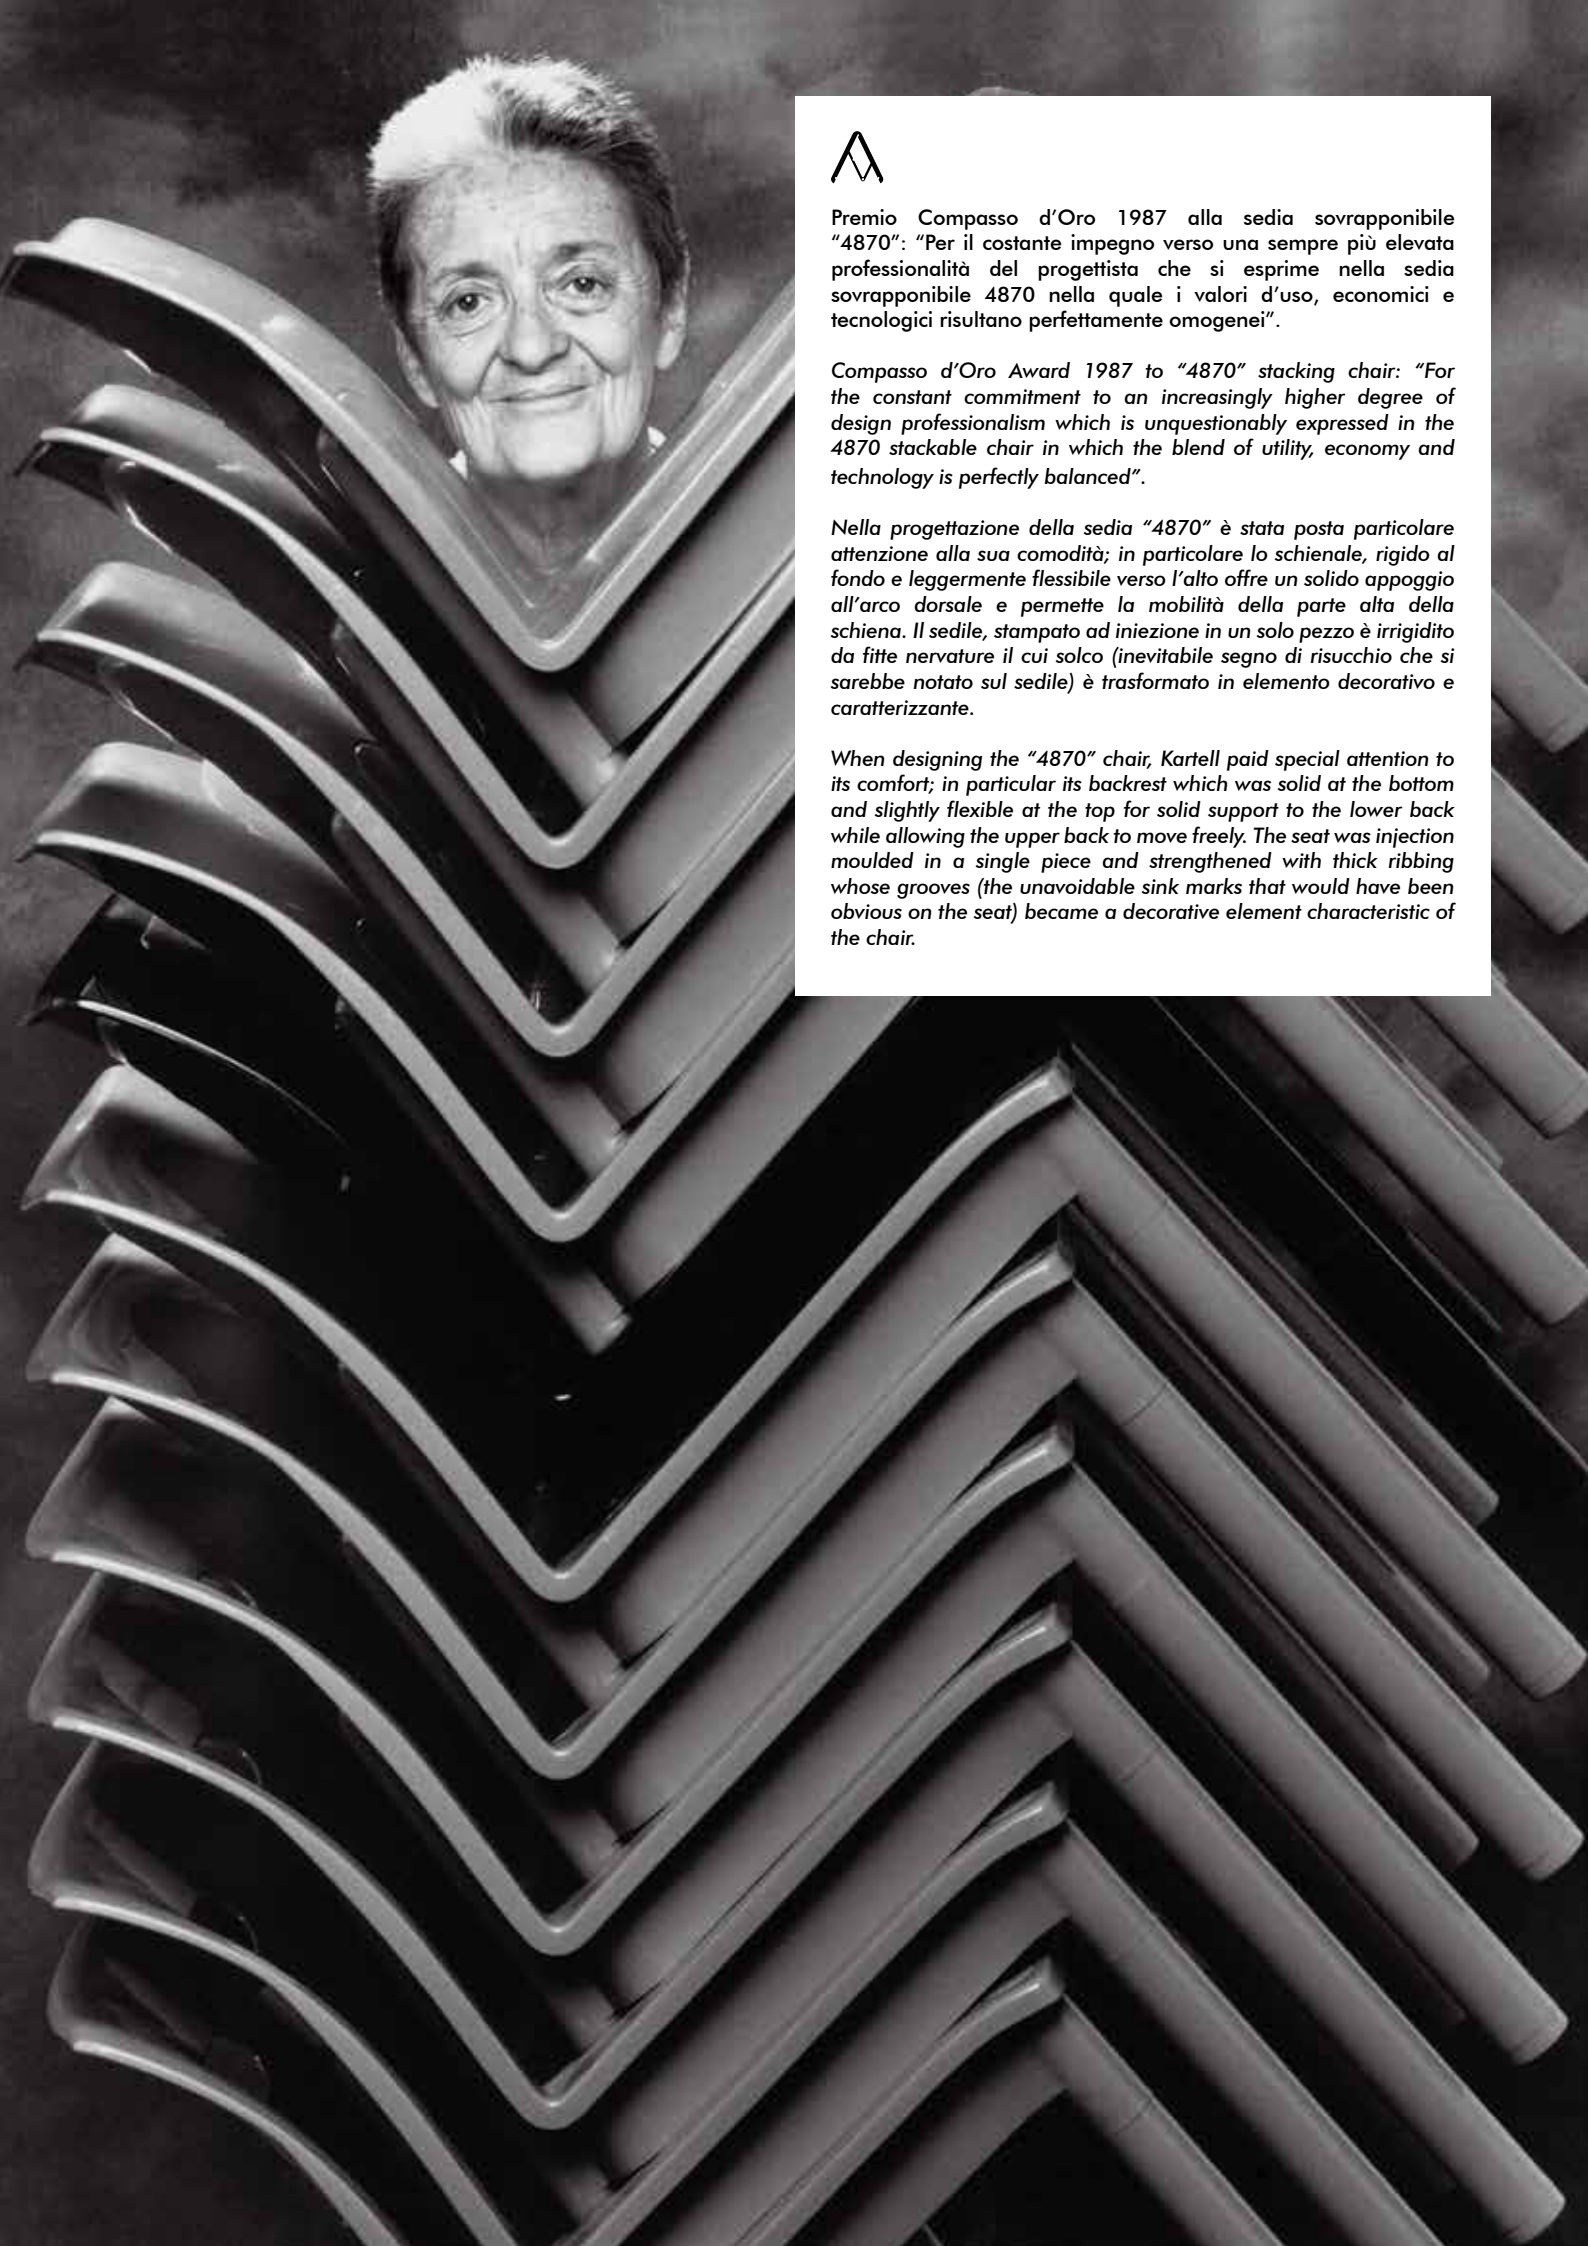 Premio Compasso d’Oro 1987 alla sedia sovrapponibile
“4870”: “Per il costante impegno verso una sempre più elevata
professionalità del progettista che si esprime nella sedia
sovrapponibile 4870 nella quale i valori d’uso, economici e
tecnologici risultano perfettamente omogenei”.
Compasso d’Oro Award 1987 to “4870” stacking chair: “For
the constant commitment to an increasingly higher degree of
design professionalism which is unquestionably expressed in the
4870 stackable chair in which the blend of utility, economy and
technology is perfectly balanced”.
Nella progettazione della sedia “4870” è stata posta particolare
attenzione alla sua comodità; in particolare lo schienale, rigido al
fondo e leggermente flessibile verso l’alto offre un solido appoggio
all’arco dorsale e permette la mobilità della parte alta della
schiena. Il sedile, stampato ad iniezione in un solo pezzo è irrigidito
da fitte nervature il cui solco (inevitabile segno di risucchio che si
sarebbe notato sul sedile) è trasformato in elemento decorativo e
caratterizzante.
When designing the “4870” chair, Kartell paid special attention to
its comfort; in particular its backrest which was solid at the bottom
and slightly flexible at the top for solid support to the lower back
while allowing the upper back to move freely. The seat was injection
moulded in a single piece and strengthened with thick ribbing
whose grooves (the unavoidable sink marks that would have been
obvious on the seat) became a decorative element characteristic of
the chair.